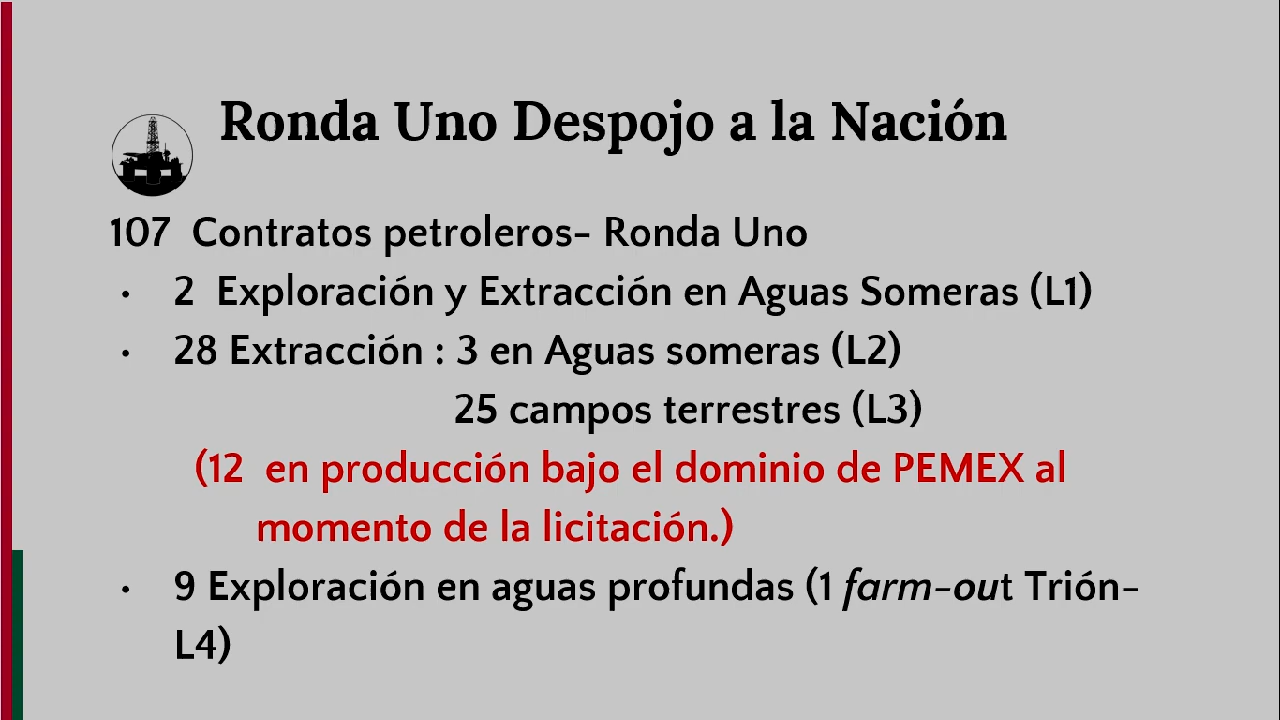 Ronda Uno Despojo a la Nación
107 Contratos petroleros- Ronda Uno
• 2 Exploración y Extracción en Aguas Someras (L1)
• 28 Extracción : 3 en Aguas someras (L2)
25 campos terrestres (L3)
(12 en producción bajo el dominio de PEMEX al
momento de la licitación.)
• 9 Exploración en aguas profundas (1 farm-out Trión-
L4)